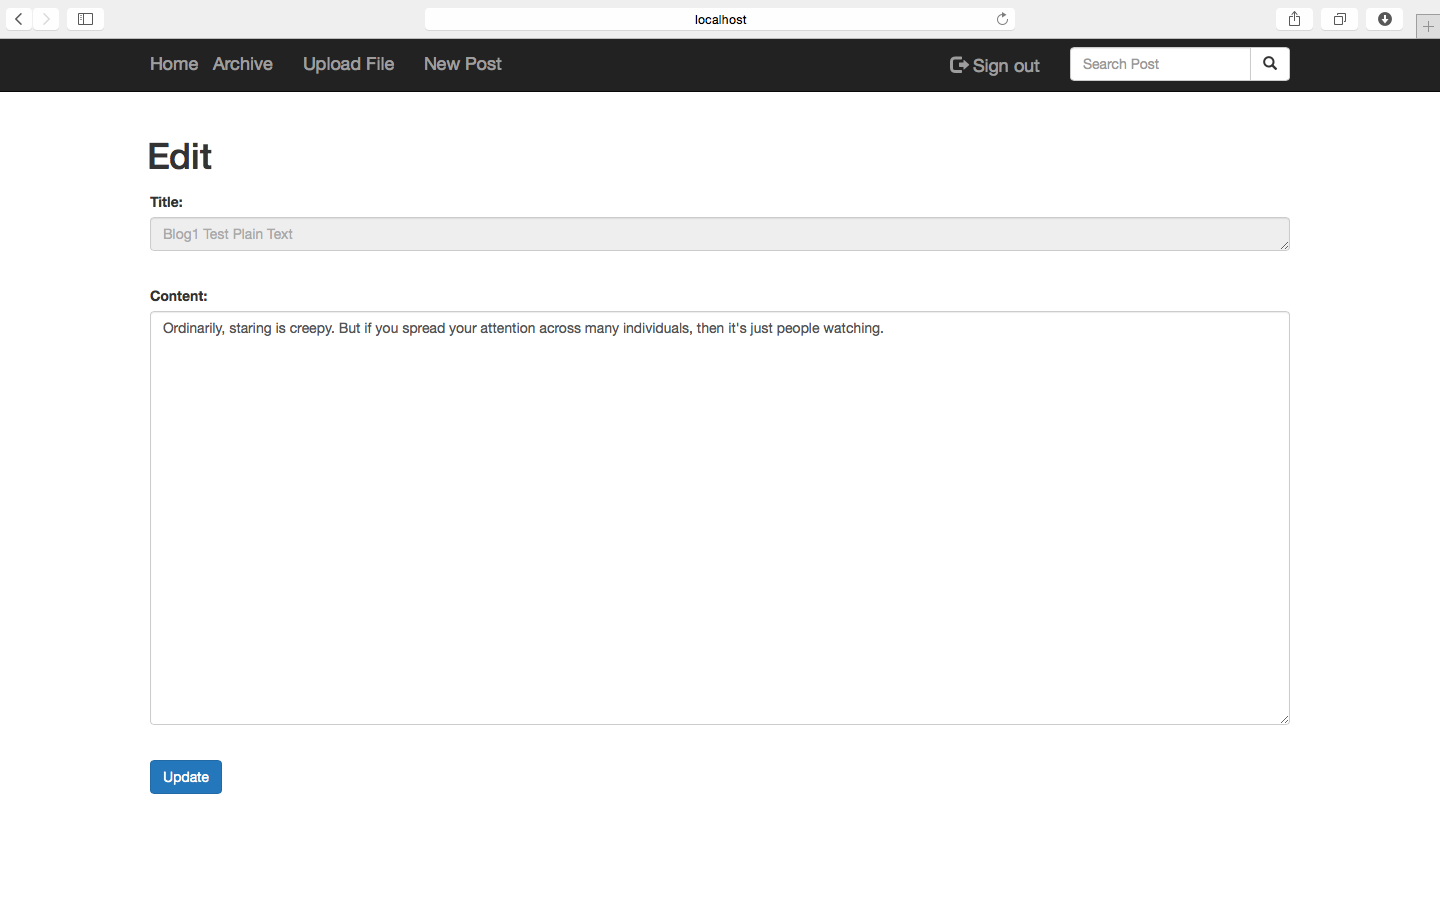 localhost
Home Archive Upload File New Post Sign out Search Post
Edit
Title:
Blog1 Test Plain Text
Content:
Ordinarily, staring is creepy. But if you spread your attention across many individuals, then it's just people watching.
Update